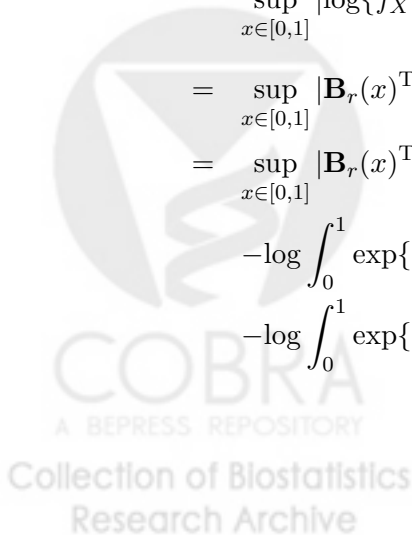 sup |log{f_X
x∈[0,1]
= sup |B_r(x)^T
x∈[0,1]
= sup |B_r(x)^T
x∈[0,1]
−log ∫_0^1 exp{
−log ∫_0^1 exp{
COBRA
A BEPRESS REPOSITORY
Collection of Biostatistics
Research Archive